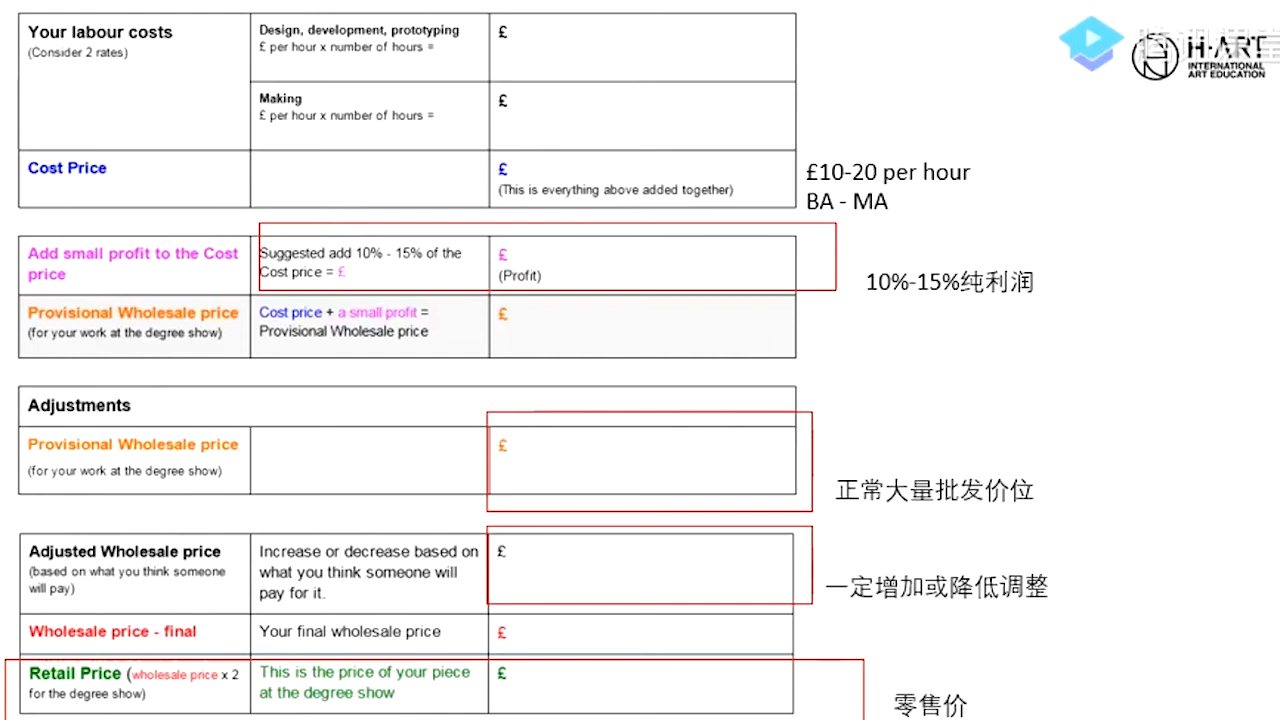 Your labour costs
(Consider 2 rates)
Design, development, prototyping
£ per hour x number of hours =
£
Making
£ per hour x number of hours =
£
Cost Price
£
(This is everything above added together)
£10-20 per hour
BA - MA
H·ART
INTERNATIONAL
ART EDUCATION
Add small profit to the Cost
price
Suggested add 10% - 15% of the
Cost price = £
£
(Profit)
10%-15%纯利润
Provisional Wholesale price
(for your work at the degree show)
Cost price + a small profit =
Provisional Wholesale price
£
Adjustments
Provisional Wholesale price
(for your work at the degree show)
£
正常大量批发价位
Adjusted Wholesale price
(based on what you think someone
will pay)
Increase or decrease based on
what you think someone will
pay for it.
£
一定增加或降低调整
Wholesale price - final
Your final wholesale price
£
Retail Price (wholesale price x 2
for the degree show)
This is the price of your piece
at the degree show
£
零售价